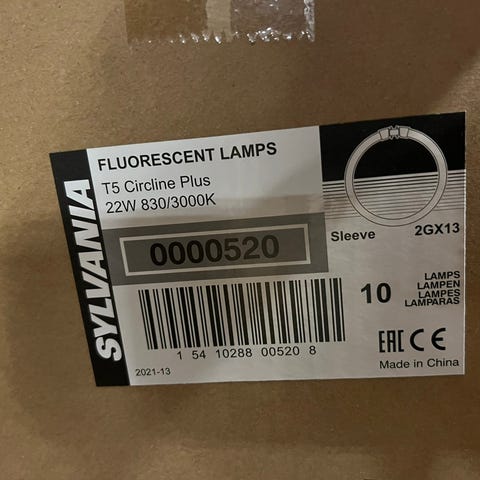 SYLVANIA
FLUORESCENT LAMPS
T5 Circline Plus
22W 830/3000K
0000520
Sleeve 2GX13
10 LAMPS
LAMPEN
LAMPES
LAMPARAS
1 54 10288 00520 8
2021-13
EAC CE
Made in China